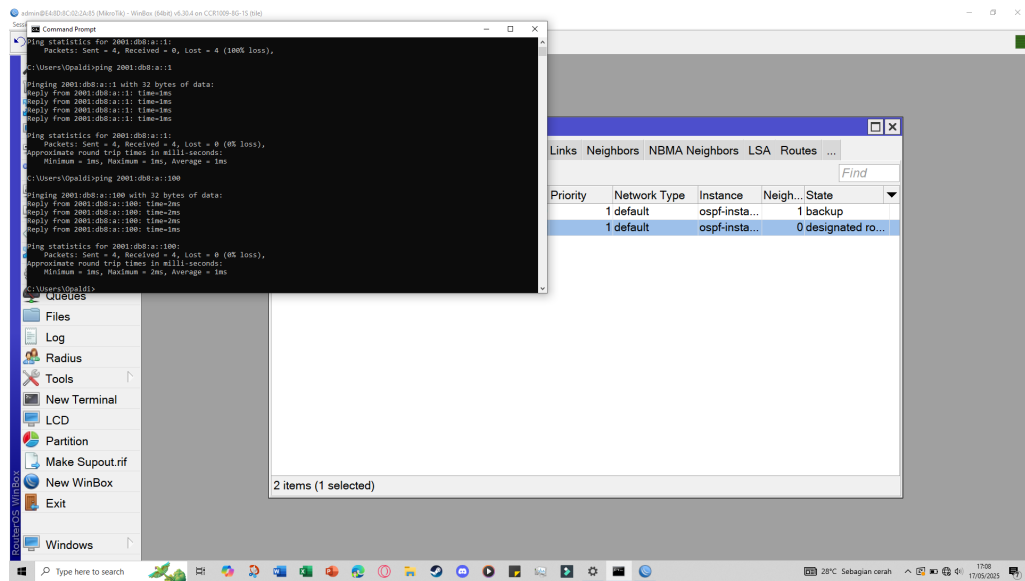 admin@E4:8D:8C:02:2A:85 (MikroTik) - WinBox (64bit) v6.30.4 on CCR1009-8G-1S (tile)
Command Prompt
Ping statistics for 2001:db8:a::1:
Packets: Sent = 4, Received = 0, Lost = 4 (100% loss),
C:\Users\Opaldi>ping 2001:db8:a::1
Pinging 2001:db8:a::1 with 32 bytes of data:
Reply from 2001:db8:a::1: time=1ms
Reply from 2001:db8:a::1: time=1ms
Reply from 2001:db8:a::1: time=1ms
Reply from 2001:db8:a::1: time=1ms
Ping statistics for 2001:db8:a::1:
Packets: Sent = 4, Received = 4, Lost = 0 (0% loss),
Approximate round trip times in milli-seconds:
Minimum = 1ms, Maximum = 1ms, Average = 1ms
C:\Users\Opaldi>ping 2001:db8:a::100
Pinging 2001:db8:a::100 with 32 bytes of data:
Reply from 2001:db8:a::100: time=2ms
Reply from 2001:db8:a::100: time=2ms
Reply from 2001:db8:a::100: time=2ms
Reply from 2001:db8:a::100: time=1ms
Ping statistics for 2001:db8:a::100:
Packets: Sent = 4, Received = 4, Lost = 0 (0% loss),
Approximate round trip times in milli-seconds:
Minimum = 1ms, Maximum = 2ms, Average = 1ms
C:\Users\Opaldi>
Links Neighbors NBMA Neighbors LSA Routes ...
Find
Priority Network Type Instance Neigh... State
1 default ospf-insta... 1 backup
1 default ospf-insta... 0 designated ro...
2 items (1 selected)
Queues
Files
Log
Radius
Tools
New Terminal
LCD
Partition
Make Supout.rif
New WinBox
Exit
Windows
RouterOS WinBox
Type here to search
28°C Sebagian cerah
17:08
17/05/2025